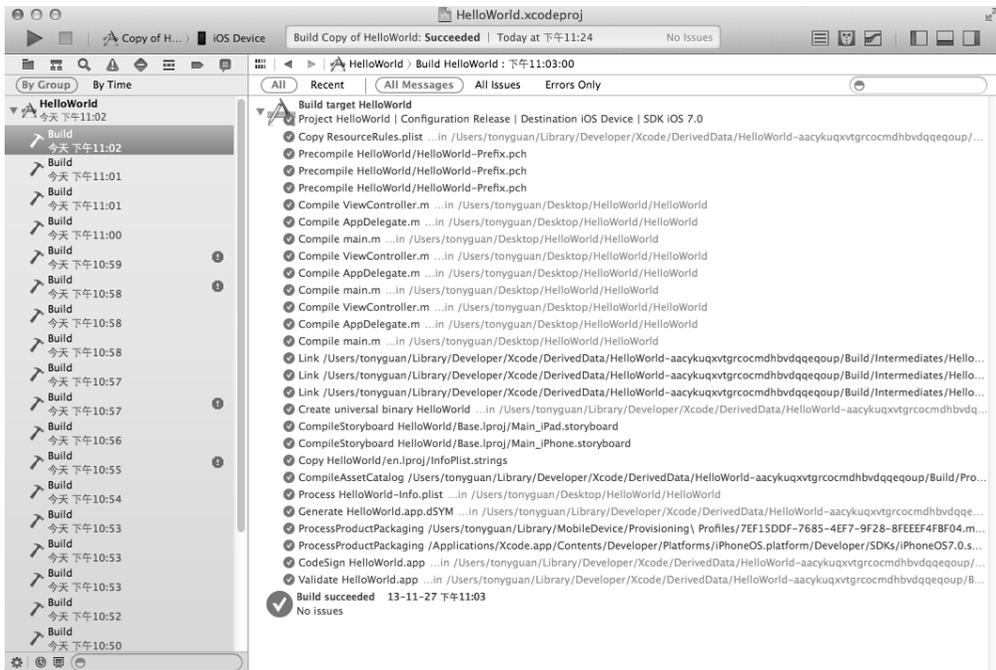 HelloWorld.xcodeproj
Copy of H... 〉 iOS Device
Build Copy of HelloWorld: Succeeded | Today at 下午11:24
No Issues
HelloWorld 〉 Build HelloWorld : 下午11:03:00
By Group By Time
All Recent All Messages All Issues Errors Only
HelloWorld
今天 下午11:02
Build
今天 下午11:02
Build
今天 下午11:01
Build
今天 下午11:01
Build
今天 下午11:00
Build
今天 下午10:59
Build
今天 下午10:58
Build
今天 下午10:58
Build
今天 下午10:58
Build
今天 下午10:57
Build
今天 下午10:57
Build
今天 下午10:56
Build
今天 下午10:55
Build
今天 下午10:54
Build
今天 下午10:53
Build
今天 下午10:53
Build
今天 下午10:53
Build
今天 下午10:52
Build
今天 下午10:50
Build target HelloWorld
Project HelloWorld | Configuration Release | Destination iOS Device | SDK iOS 7.0
Copy ResourceRules.plist ...in /Users/tonyguan/Library/Developer/Xcode/DerivedData/HelloWorld-aacykuqxvtgrcocmdhbvdqqeqoup/...
Precompile HelloWorld/HelloWorld-Prefix.pch
Precompile HelloWorld/HelloWorld-Prefix.pch
Precompile HelloWorld/HelloWorld-Prefix.pch
Compile ViewController.m ...in /Users/tonyguan/Desktop/HelloWorld/HelloWorld
Compile AppDelegate.m ...in /Users/tonyguan/Desktop/HelloWorld/HelloWorld
Compile main.m ...in /Users/tonyguan/Desktop/HelloWorld/HelloWorld
Compile ViewController.m ...in /Users/tonyguan/Desktop/HelloWorld/HelloWorld
Compile AppDelegate.m ...in /Users/tonyguan/Desktop/HelloWorld/HelloWorld
Compile main.m ...in /Users/tonyguan/Desktop/HelloWorld/HelloWorld
Compile ViewController.m ...in /Users/tonyguan/Desktop/HelloWorld/HelloWorld
Compile AppDelegate.m ...in /Users/tonyguan/Desktop/HelloWorld/HelloWorld
Compile main.m ...in /Users/tonyguan/Desktop/HelloWorld/HelloWorld
Link /Users/tonyguan/Library/Developer/Xcode/DerivedData/HelloWorld-aacykuqxvtgrcocmdhbvdqqeqoup/Build/Intermediates/Hello...
Link /Users/tonyguan/Library/Developer/Xcode/DerivedData/HelloWorld-aacykuqxvtgrcocmdhbvdqqeqoup/Build/Intermediates/Hello...
Link /Users/tonyguan/Library/Developer/Xcode/DerivedData/HelloWorld-aacykuqxvtgrcocmdhbvdqqeqoup/Build/Intermediates/Hello...
Create universal binary HelloWorld ...in /Users/tonyguan/Library/Developer/Xcode/DerivedData/HelloWorld-aacykuqxvtgrcocmdhbvdq...
CompileStoryboard HelloWorld/Base.lproj/Main_iPad.storyboard
CompileStoryboard HelloWorld/Base.lproj/Main_iPhone.storyboard
Copy HelloWorld/en.lproj/InfoPlist.strings
CompileAssetCatalog /Users/tonyguan/Library/Developer/Xcode/DerivedData/HelloWorld-aacykuqxvtgrcocmdhbvdqqeqoup/Build/Pro...
Process HelloWorld-Info.plist ...in /Users/tonyguan/Desktop/HelloWorld/HelloWorld
Generate HelloWorld.app.dSYM ...in /Users/tonyguan/Library/Developer/Xcode/DerivedData/HelloWorld-aacykuqxvtgrcocmdhbvdqqe...
ProcessProductPackaging /Users/tonyguan/Library/MobileDevice/Provisioning\ Profiles/7EF15DDF-7685-4EF7-9F28-8FEEEF4FBF04.m...
ProcessProductPackaging /Applications/Xcode.app/Contents/Developer/Platforms/iPhoneOS.platform/Developer/SDKs/iPhoneOS7.0.s...
CodeSign HelloWorld.app ...in /Users/tonyguan/Library/Developer/Xcode/DerivedData/HelloWorld-aacykuqxvtgrcocmdhbvdqqeqoup/...
Validate HelloWorld.app ...in /Users/tonyguan/Library/Developer/Xcode/DerivedData/HelloWorld-aacykuqxvtgrcocmdhbvdqqeqoup/B...
Build succeeded 13-11-27 下午11:03
No issues